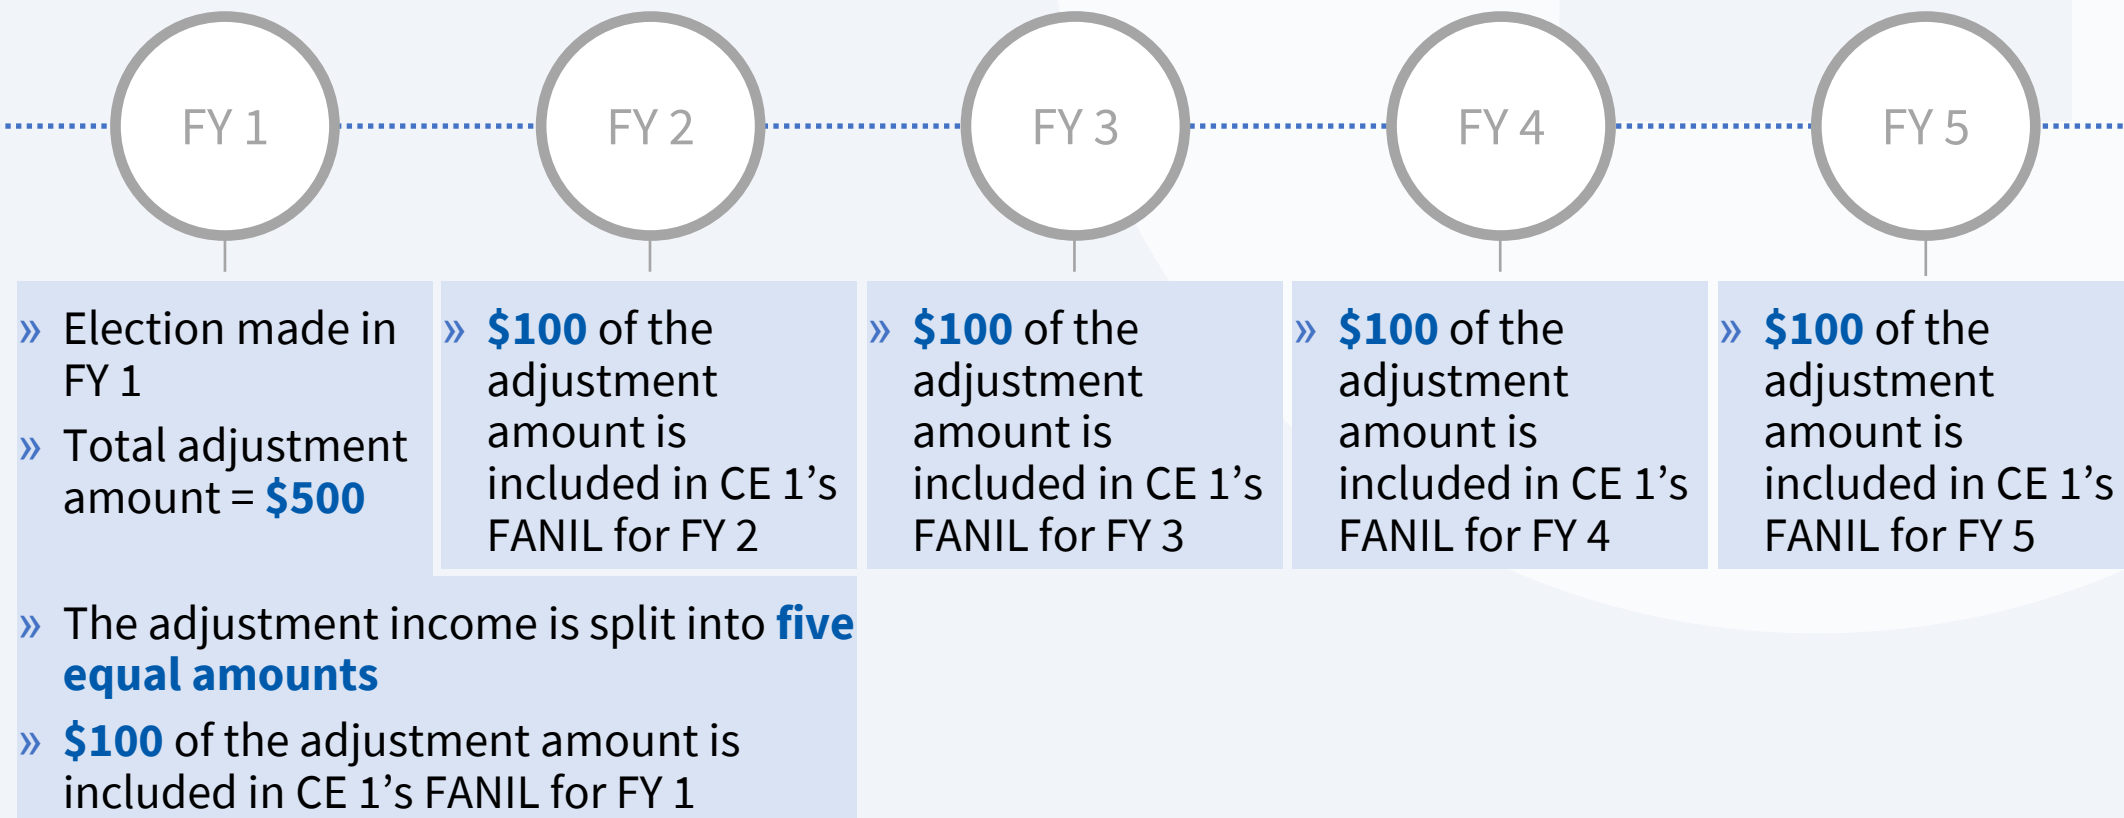 FY 1
FY 2
FY 3
FY 4
FY 5
» Election made in
FY 1
» Total adjustment
amount = $500
» The adjustment income is split into five
equal amounts
» $100 of the adjustment amount is
included in CE 1’s FANIL for FY 1
» $100 of the
adjustment
amount is
included in CE 1’s
FANIL for FY 2
» $100 of the
adjustment
amount is
included in CE 1’s
FANIL for FY 3
» $100 of the
adjustment
amount is
included in CE 1’s
FANIL for FY 4
» $100 of the
adjustment
amount is
included in CE 1’s
FANIL for FY 5